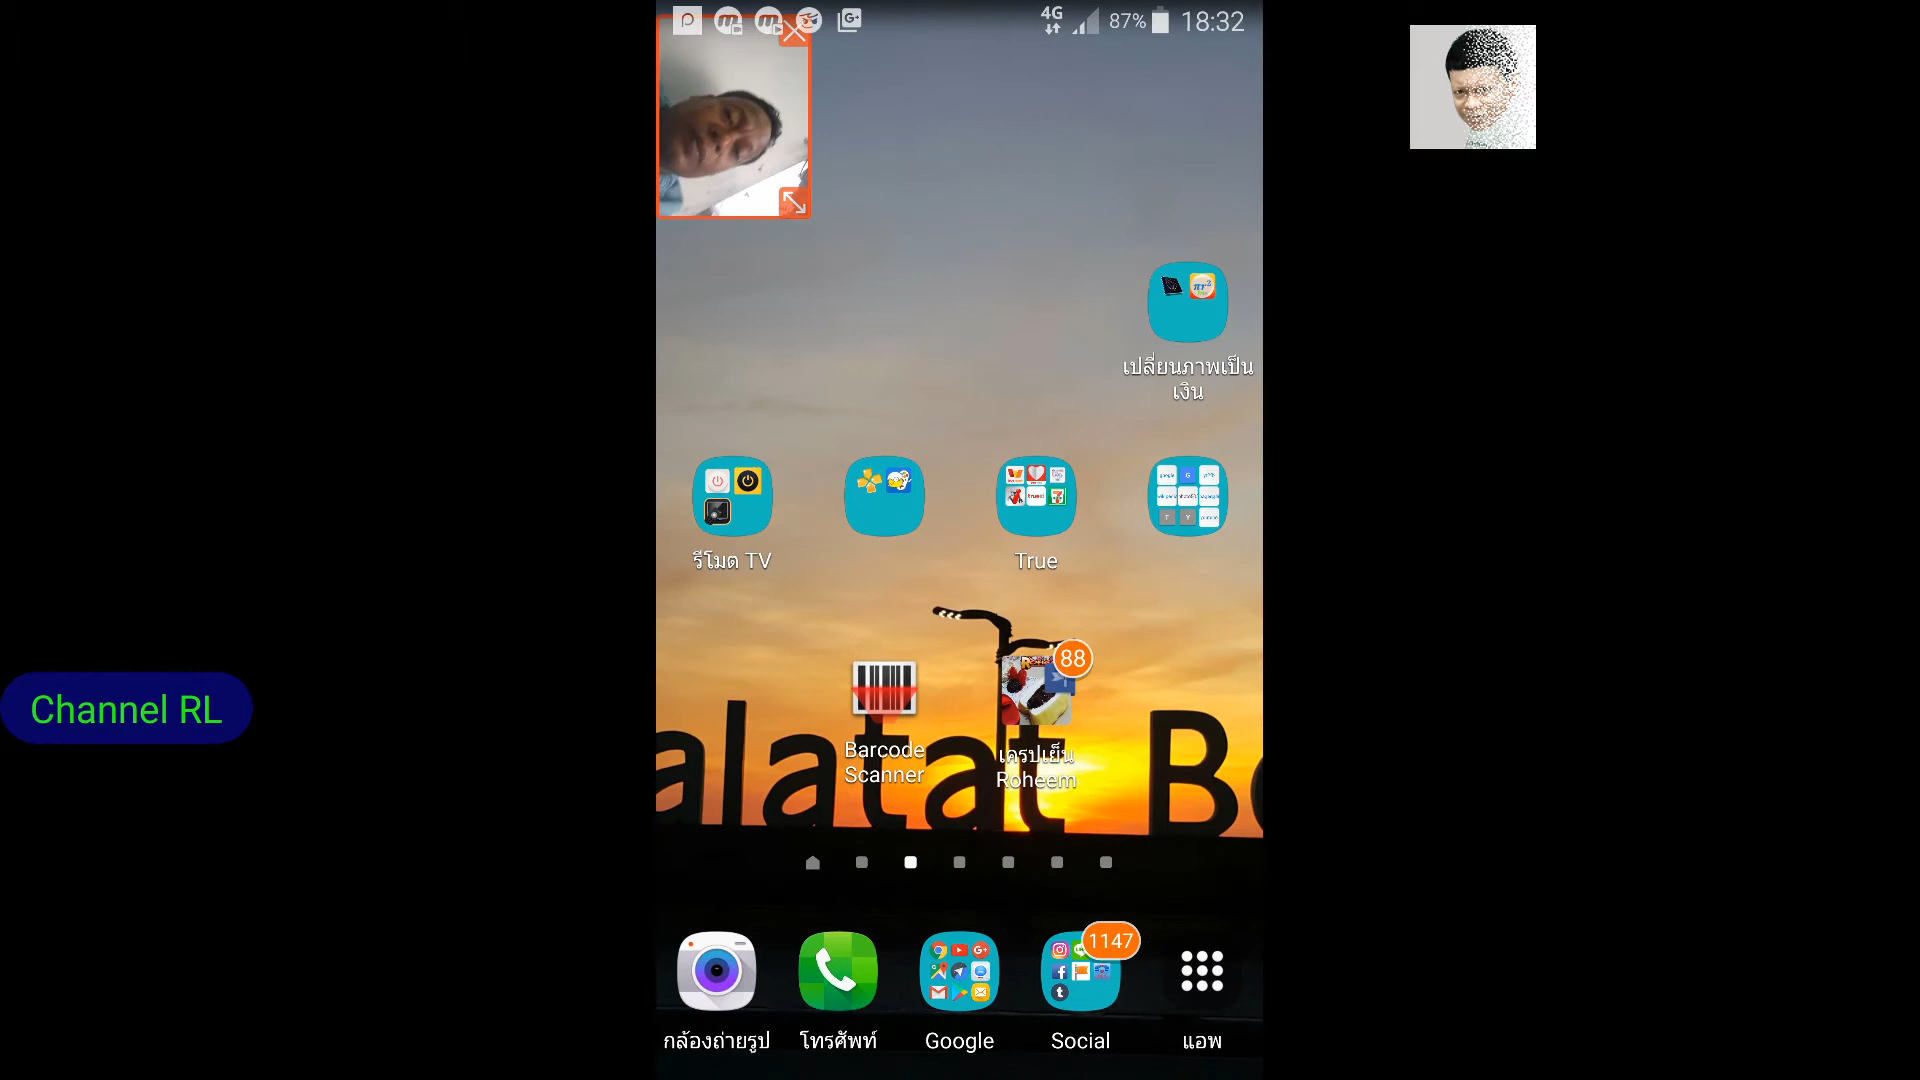 4G 87% 18:32
เปลี่ยนภาพเป็น
เงิน
รีโมต TV
True
88
Barcode
Scanner
เครปเย็น
Roheem
alatat B
Channel RL
1147
กล้องถ่ายรูป
โทรศัพท์
Google
Social
แอพ